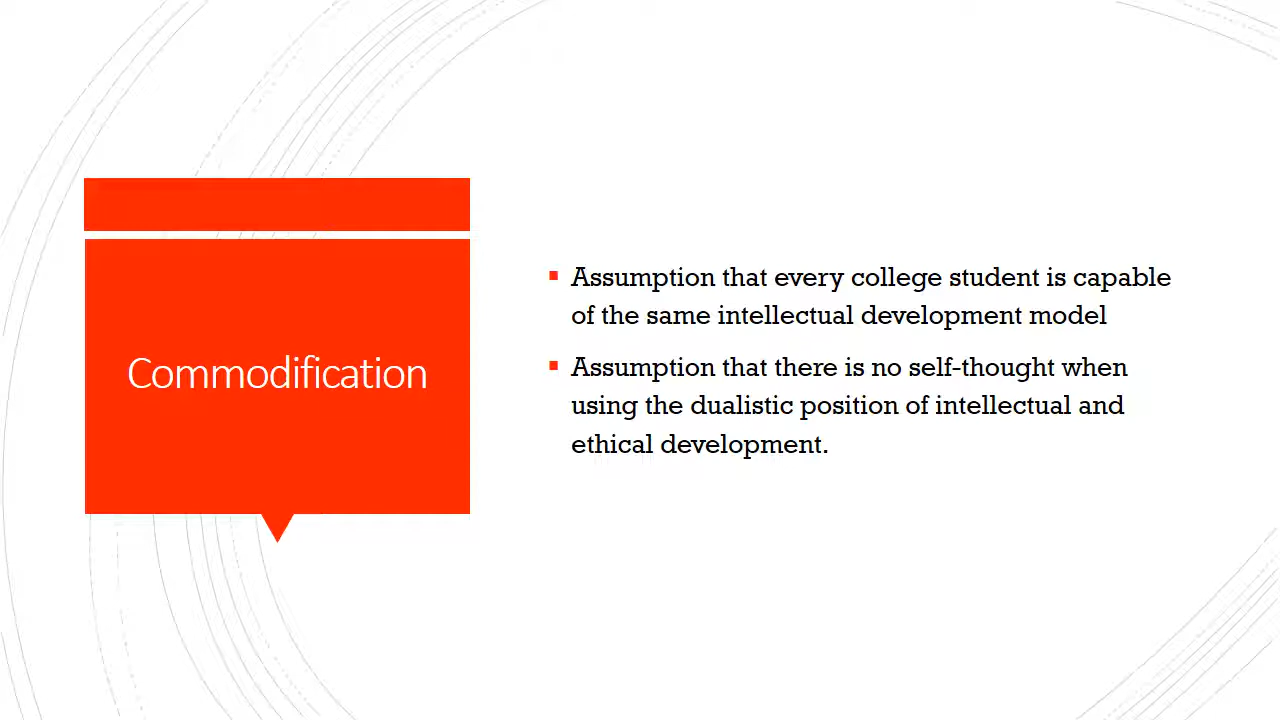 Commodification
Assumption that every college student is capable
of the same intellectual development model
Assumption that there is no self-thought when
using the dualistic position of intellectual and
ethical development.